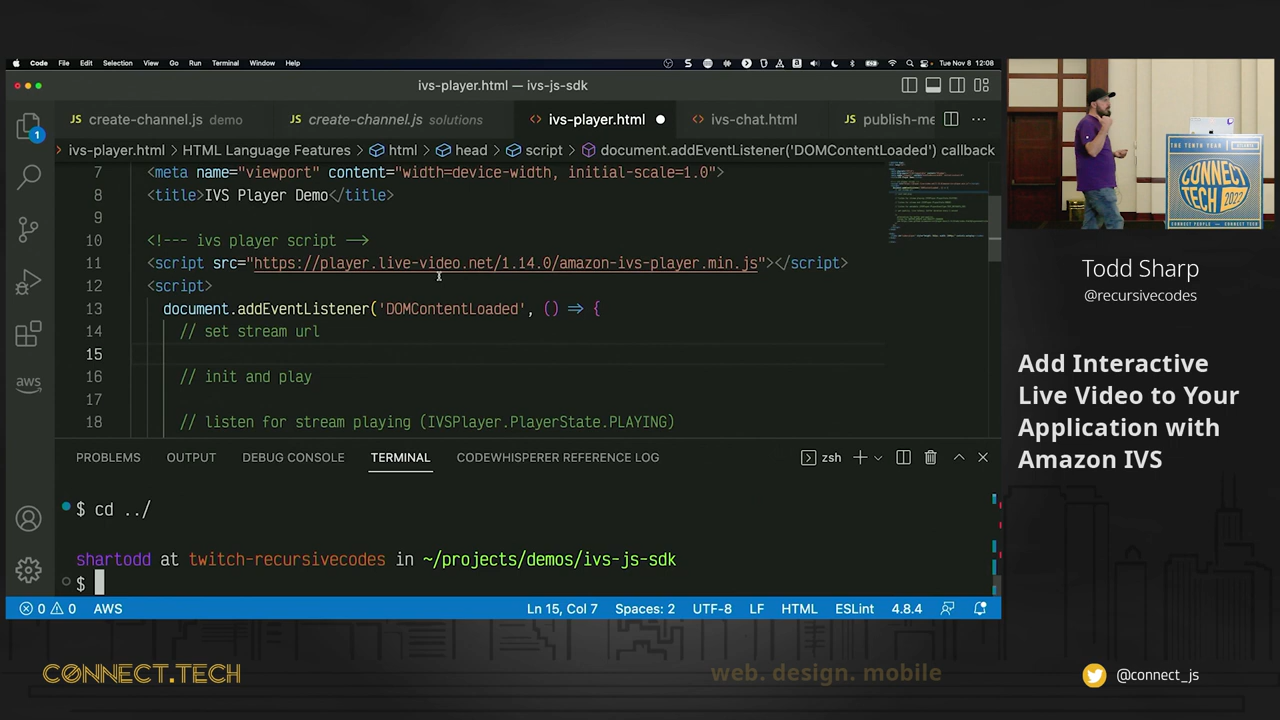 Code File Edit Selection View Go Run Terminal Window Help Tue Nov 8 12:08
ivs-player.html — ivs-js-sdk
JS create-channel.js demo JS create-channel.js solutions <> ivs-player.html <> ivs-chat.html JS publish-me
ivs-player.html > HTML Language Features > html > head > script > document.addEventListener('DOMContentLoaded') callback
7 <meta name="viewport" content="width=device-width, initial-scale=1.0">
8 <title>IVS Player Demo</title>
9
10 <!--- ivs player script -->
11 <script src="https://player.live-video.net/1.14.0/amazon-ivs-player.min.js"></script>
12 <script>
13 document.addEventListener('DOMContentLoaded', () => {
14 // set stream url
15
16 // init and play
17
18 // listen for stream playing (IVSPlayer.PlayerState.PLAYING)
1
aws
PROBLEMS OUTPUT DEBUG CONSOLE TERMINAL CODEWHISPERER REFERENCE LOG zsh
$ cd ../
shartodd at twitch-recursivecodes in ~/projects/demos/ivs-js-sdk
$
0 0 AWS Ln 15, Col 7 Spaces: 2 UTF-8 LF HTML ESLint 4.8.4
THE TENTH YEAR
CONNECT
TECH
2022
Todd Sharp
@recursivecodes
Add Interactive
Live Video to Your
Application with
Amazon IVS
CONNECT.TECH
web. design. mobile
@connect_js